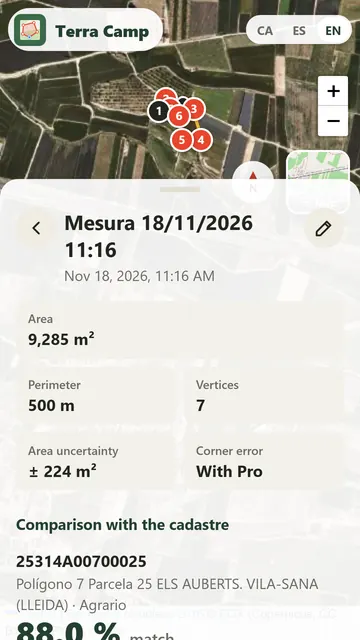 Terra Camp
CA ES EN
+
−
1 3
6
5 4
N
Mesura 18/11/2026
11:16
Nov 18, 2026, 11:16 AM
Area
9,285 m²
Perimeter Vertices
500 m 7
Area uncertainty Corner error
± 224 m² With Pro
Comparison with the cadastre
25314A00700025
Polígono 7 Parcela 25 ELS AUBERTS. VILA-SANA
(LLEIDA) · Agrario
88.0 % match